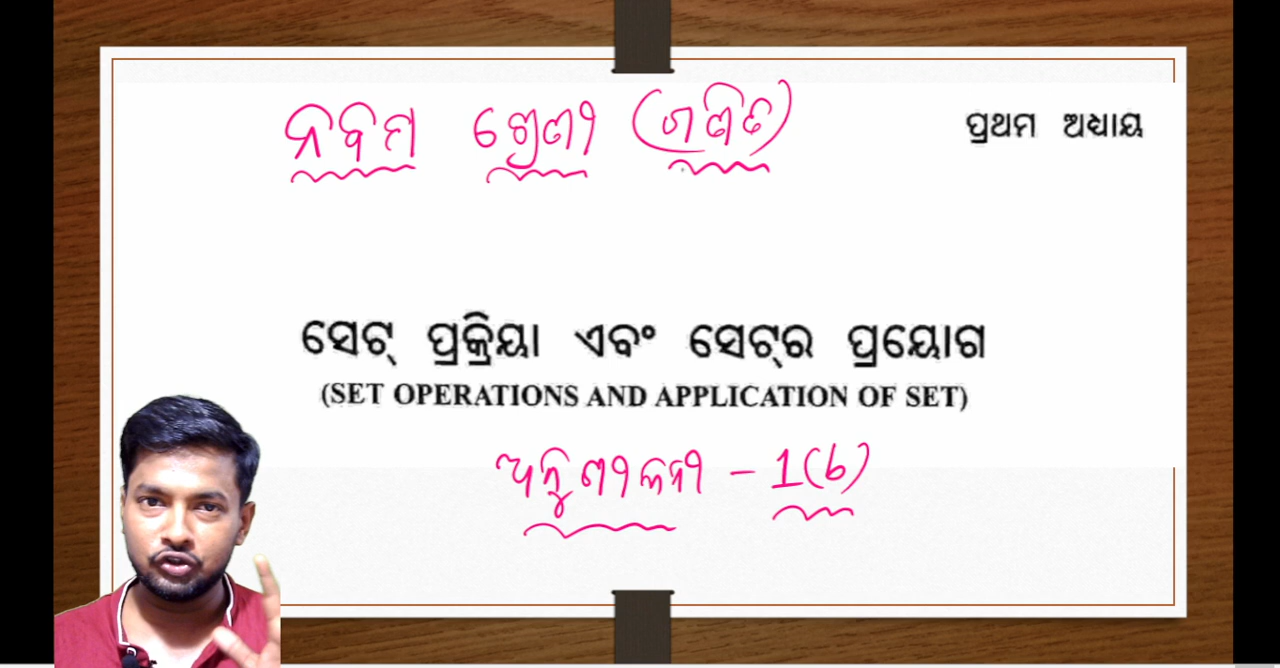 ନବମ ଶ୍ରେଣୀ (ଗଣିତ)
ପ୍ରଥମ ଅଧ୍ୟାୟ
ସେଟ୍ ପ୍ରକ୍ରିୟା ଏବଂ ସେଟ୍‌ର ପ୍ରୟୋଗ
(SET OPERATIONS AND APPLICATION OF SET)
ଅନୁଶୀଳନୀ - 1(b)